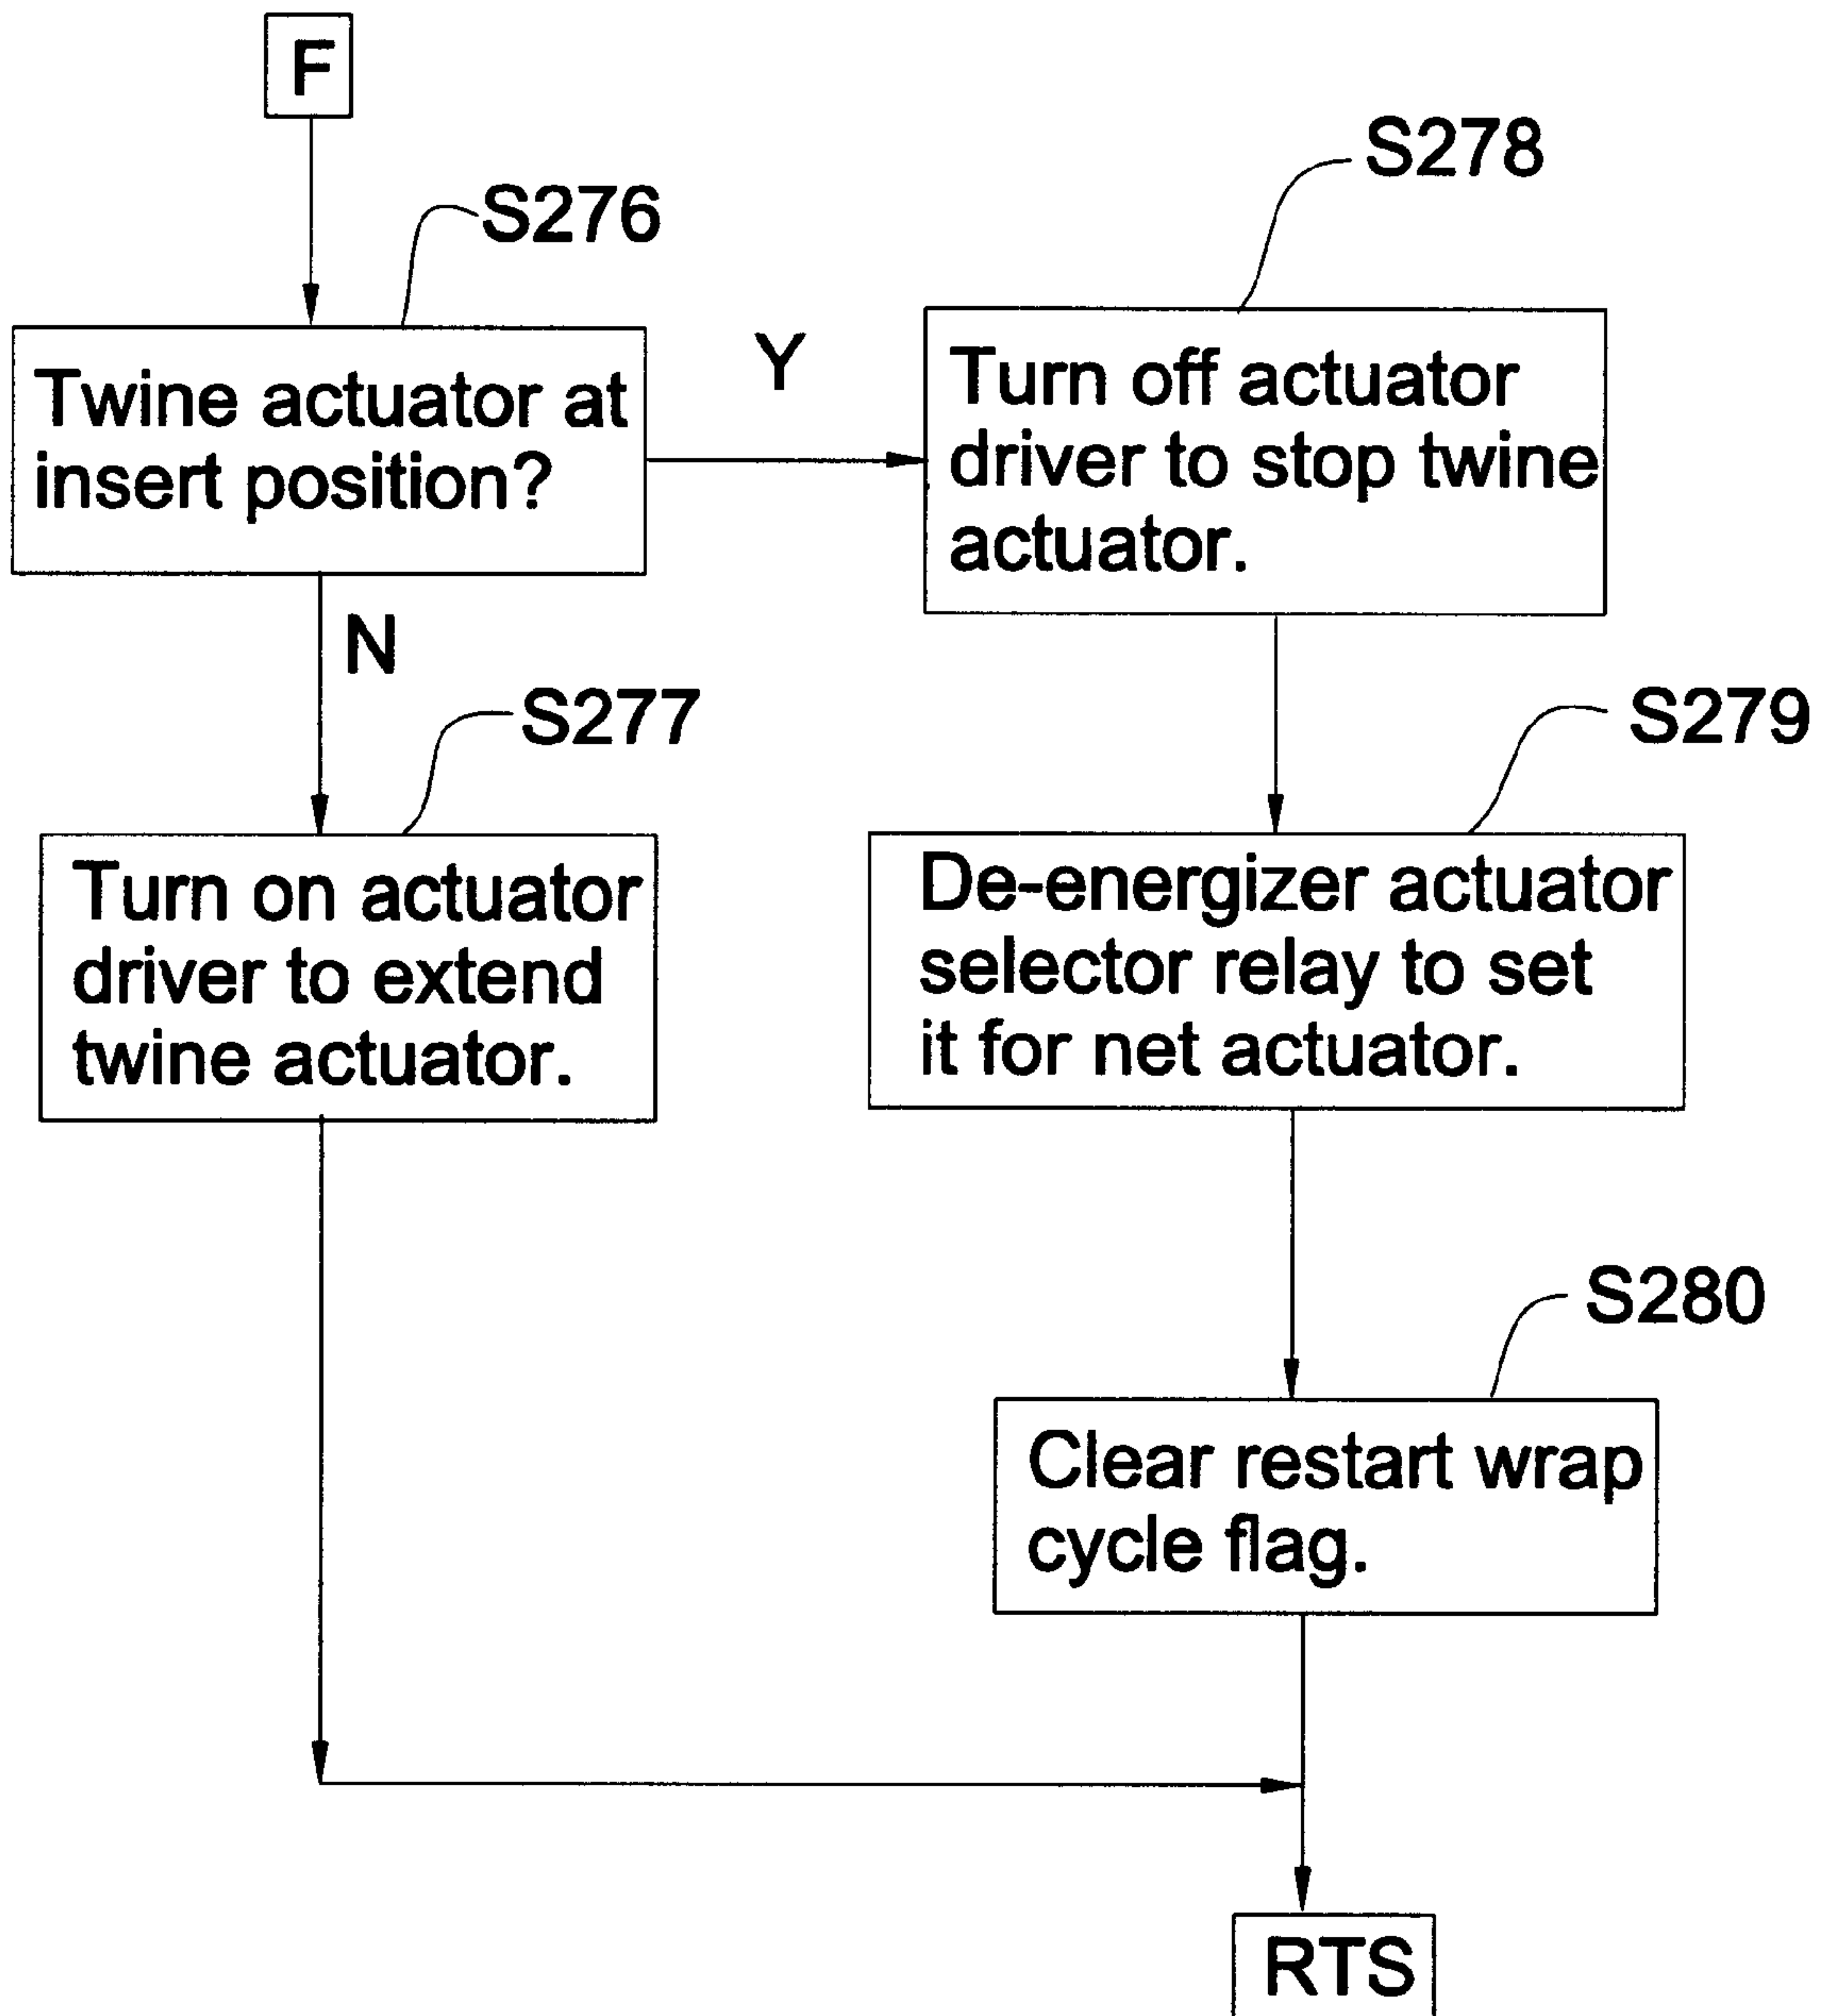 F
S276
Twine actuator at
insert position?
Y
S278
Turn off actuator
driver to stop twine
actuator.
N
S277
Turn on actuator
driver to extend
twine actuator.
S279
De-energizer actuator
selector relay to set
it for net actuator.
S280
Clear restart wrap
cycle flag.
RTS